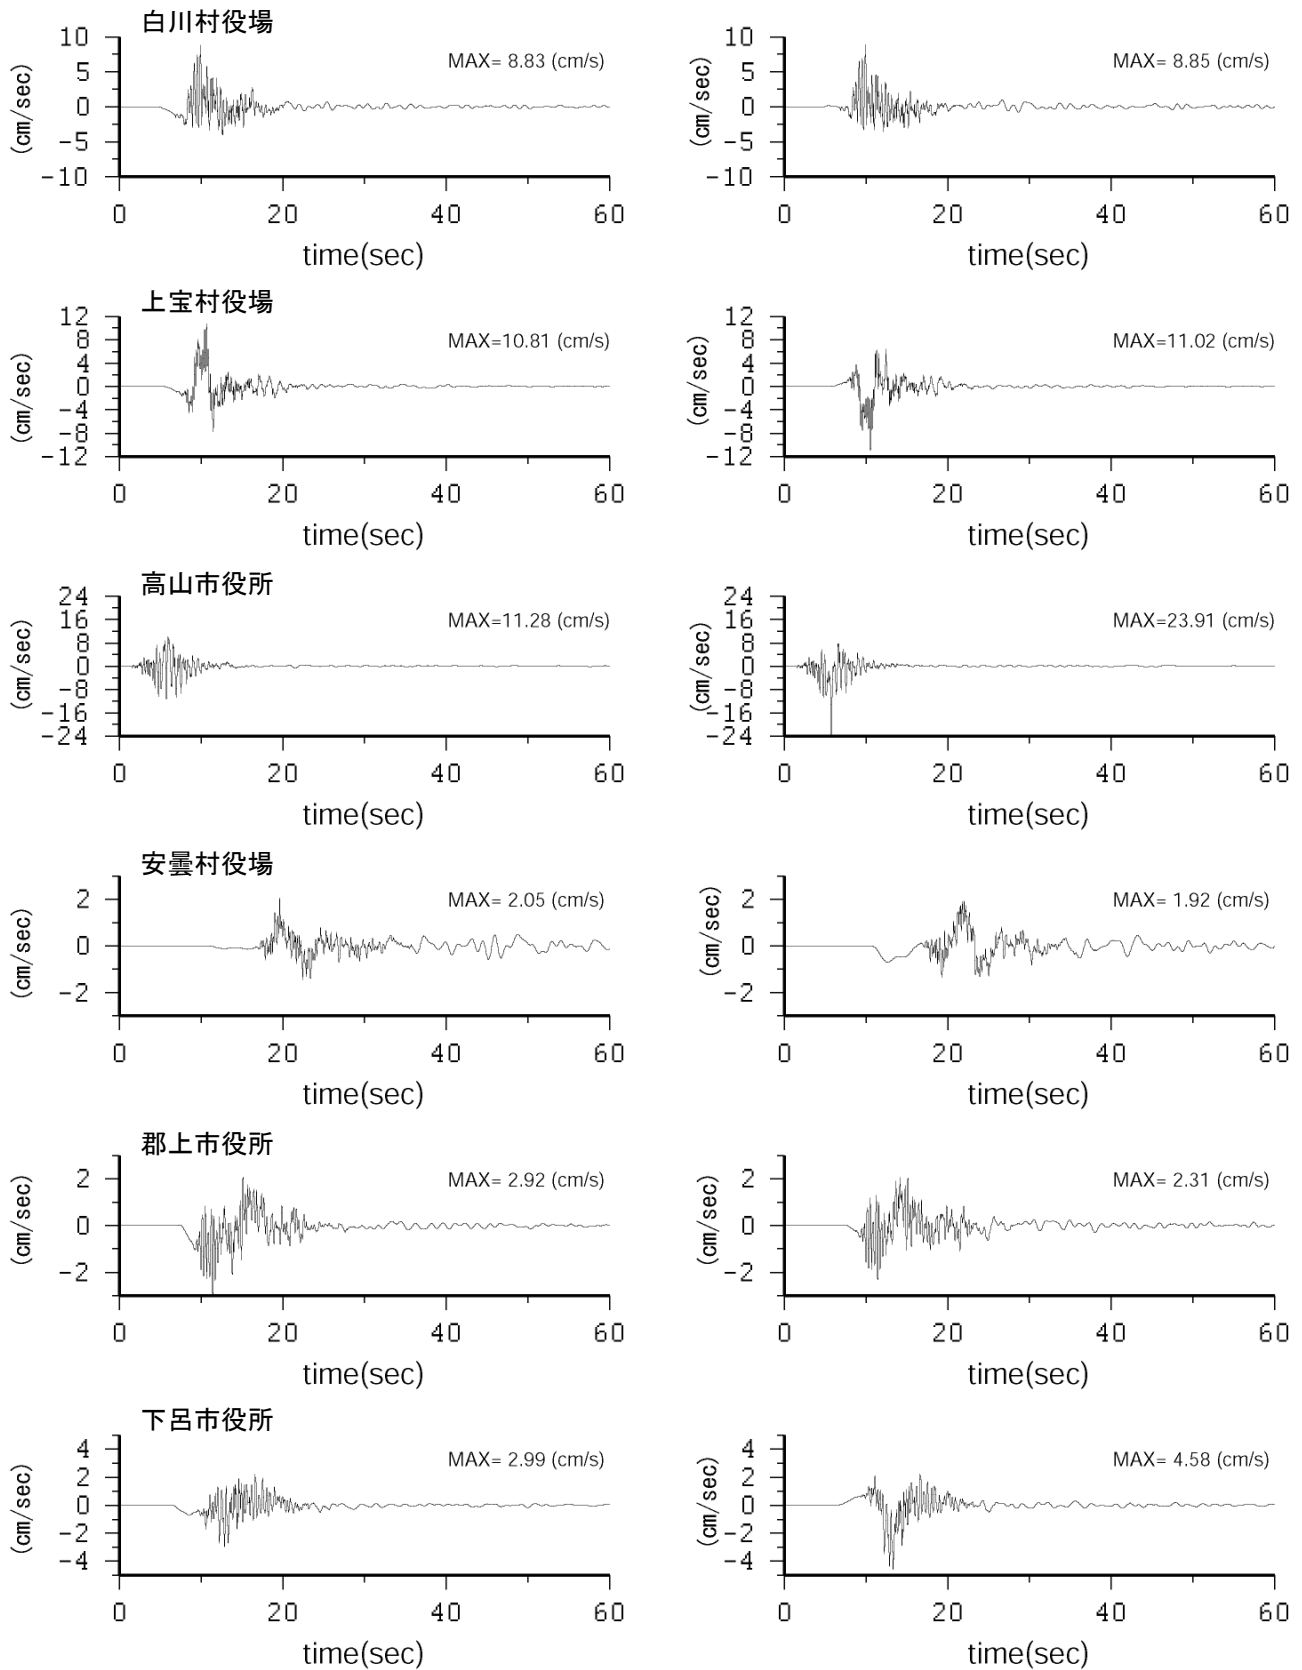 白川村役場
10
5
0
-5
-10
(cm/sec)
MAX= 8.83 (cm/s)
0 20 40 60
time(sec)
10
5
0
-5
-10
(cm/sec)
MAX= 8.85 (cm/s)
0 20 40 60
time(sec)
上宝村役場
12
8
4
0
-4
-8
-12
(cm/sec)
MAX=10.81 (cm/s)
0 20 40 60
time(sec)
12
8
4
0
-4
-8
-12
(cm/sec)
MAX=11.02 (cm/s)
0 20 40 60
time(sec)
高山市役所
24
16
8
0
-8
-16
-24
(cm/sec)
MAX=11.28 (cm/s)
0 20 40 60
time(sec)
24
16
8
0
-8
-16
-24
(cm/sec)
MAX=23.91 (cm/s)
0 20 40 60
time(sec)
安曇村役場
2
0
-2
(cm/sec)
MAX= 2.05 (cm/s)
0 20 40 60
time(sec)
2
0
-2
(cm/sec)
MAX= 1.92 (cm/s)
0 20 40 60
time(sec)
郡上市役所
2
0
-2
(cm/sec)
MAX= 2.92 (cm/s)
0 20 40 60
time(sec)
2
0
-2
(cm/sec)
MAX= 2.31 (cm/s)
0 20 40 60
time(sec)
下呂市役所
4
2
0
-2
-4
(cm/sec)
MAX= 2.99 (cm/s)
0 20 40 60
time(sec)
4
2
0
-2
-4
(cm/sec)
MAX= 4.58 (cm/s)
0 20 40 60
time(sec)